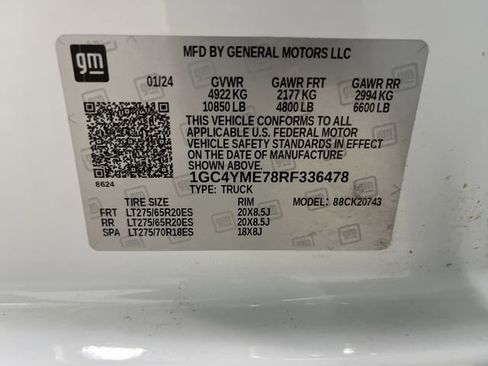 gm
MFD BY GENERAL MOTORS LLC
01/24 GVWR GAWR FRT GAWR RR
4922 KG 2177 KG 2994 KG
10850 LB 4800 LB 6600 LB
THIS VEHICLE CONFORMS TO ALL
APPLICABLE U.S. FEDERAL MOTOR
VEHICLE SAFETY STANDARDS IN EFFECT
ON THE DATE OF MANUFACTURE
SHOWN ABOVE.
8624 1GC4YME78RF336478
TYPE: TRUCK
TIRE SIZE RIM MODEL: 88CK20743
FRT LT275/65R20ES 20X8.5J
RR LT275/65R20ES 20X8.5J
SPA LT275/70R18ES 18X8J